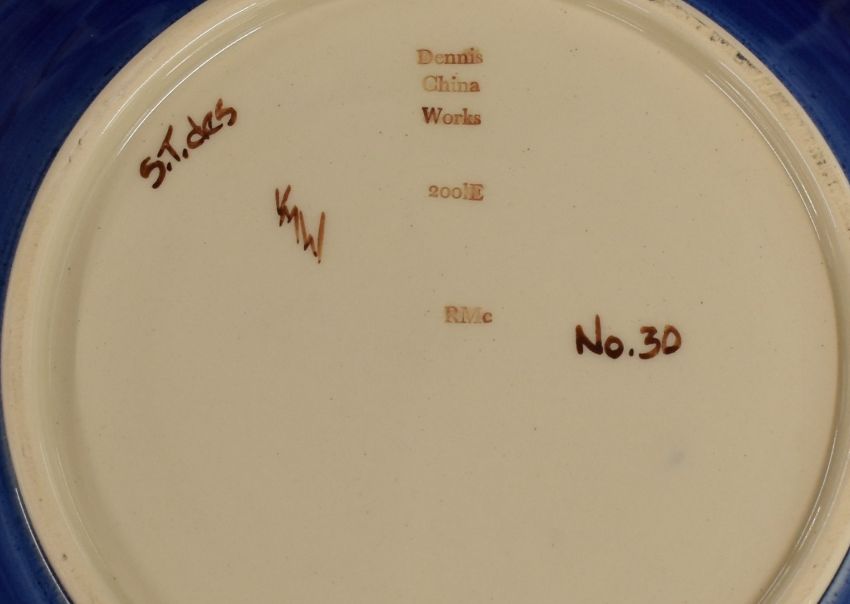 Dennis
China
Works
S.T.des
2001E
KMW
RMc
No.30